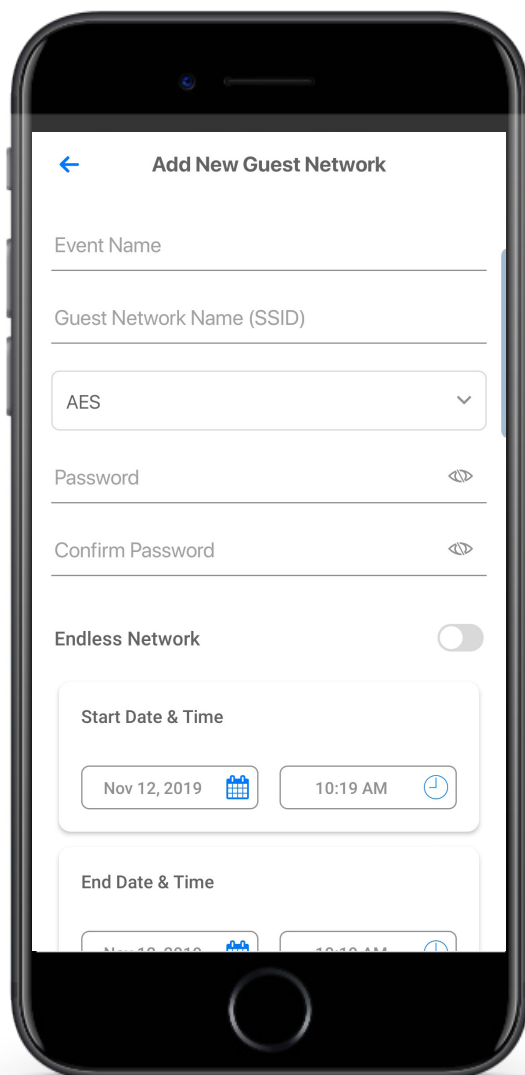 Add New Guest Network
Event Name
Guest Network Name (SSID)
AES
Password
Confirm Password
Endless Network
Start Date & Time
Nov 12, 2019 10:19 AM
End Date & Time